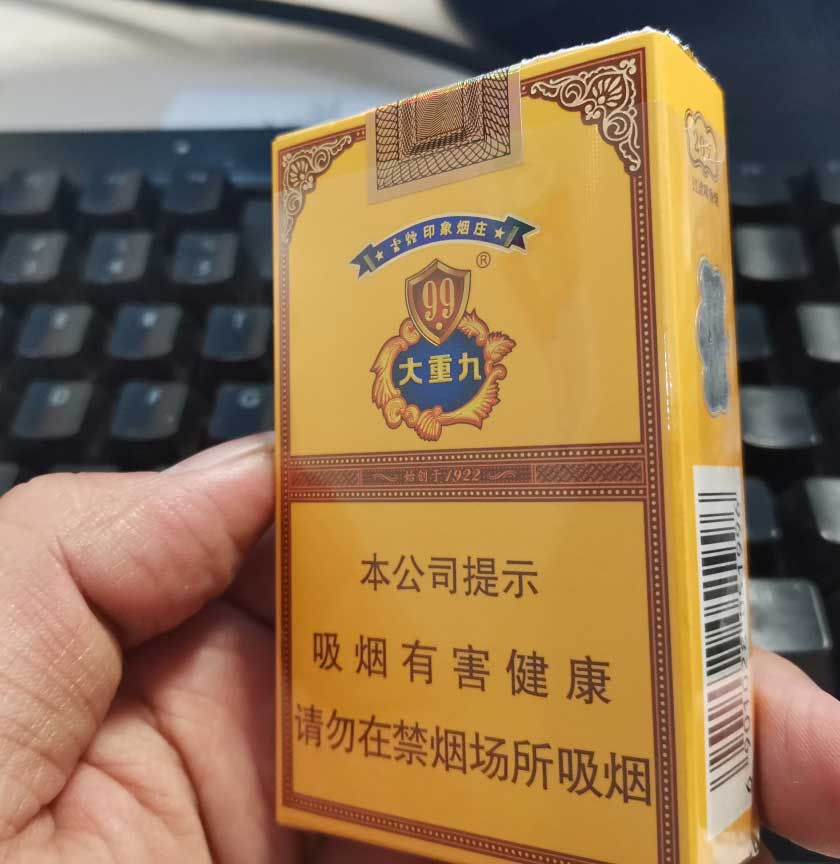 云烟印象烟庄
®
99
大重九
始创于1922
本公司提示
吸烟有害健康
请勿在禁烟场所吸烟